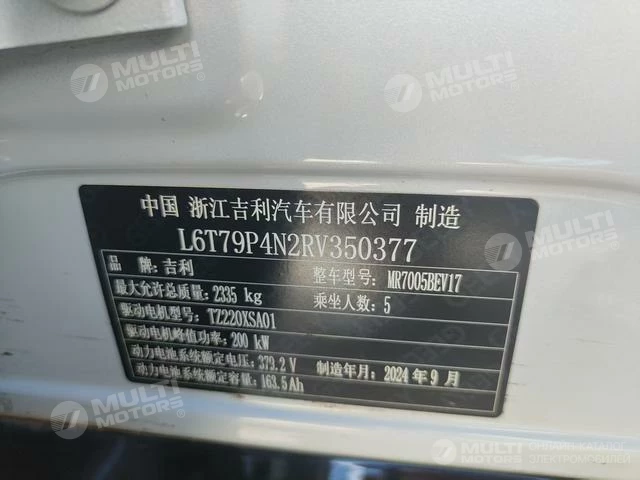 MULTI MOTORS®
MULTI MOTORS®
MULTI MOTORS®
中国 浙江吉利汽车有限公司 制造
L6T79P4N2RV350377
品 牌: 吉利 整车型号: MR7005BEV17
最大允许总质量: 2335 kg 乘坐人数: 5
驱动电机型号: TZ220XSA01
驱动电机峰值功率: 200 kW
动力电池系统额定电压: 379.2 V 制造年月: 2024 年 9 月
动力电池系统额定容量: 163.5 Ah
MULTI MOTORS
MULTI
ОНЛАЙН-КАТАЛОГ
ЭЛЕКТРОМОБИЛЕЙ